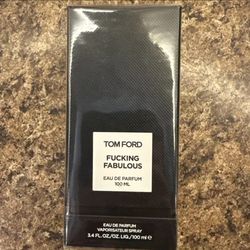 TOM FORD
FUCKING
FABULOUS
EAU DE PARFUM
100 ML
EAU DE PARFUM
VAPORISATEUR SPRAY
3.4 FL.OZ./OZ. LIQ./100 ml ℮